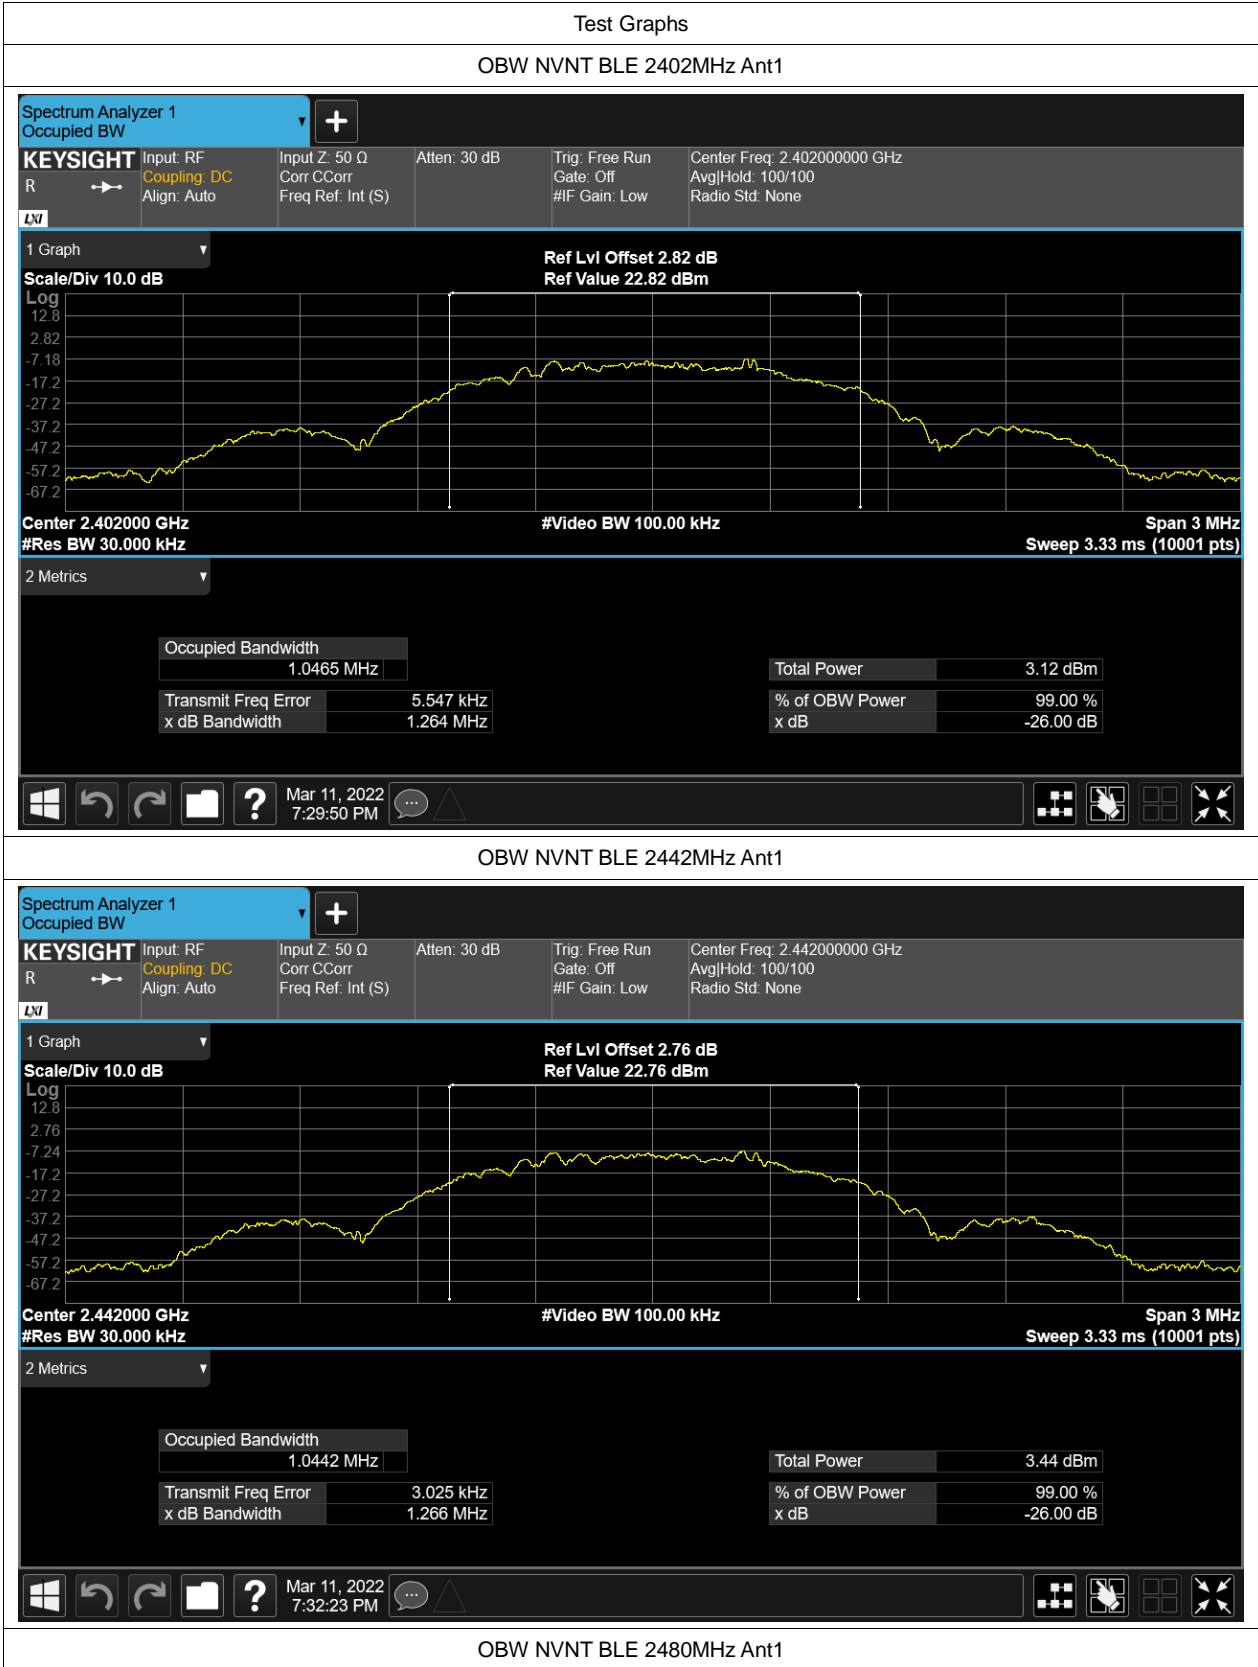 Test Graphs
OBW NVNT BLE 2402MHz Ant1
Spectrum Analyzer 1
Occupied BW
KEYSIGHT Input: RF Input Z: 50 Ω Atten: 30 dB Trig: Free Run Center Freq: 2.402000000 GHz
R Coupling: DC Corr CCorr Gate: Off Avg|Hold: 100/100
Align: Auto Freq Ref: Int (S) #IF Gain: Low Radio Std: None
LXI
1 Graph
Ref Lvl Offset 2.82 dB
Scale/Div 10.0 dB Ref Value 22.82 dBm
Log
12.8
2.82
-7.18
-17.2
-27.2
-37.2
-47.2
-57.2
-67.2
Center 2.402000 GHz #Video BW 100.00 kHz Span 3 MHz
#Res BW 30.000 kHz Sweep 3.33 ms (10001 pts)
2 Metrics
Occupied Bandwidth
1.0465 MHz Total Power 3.12 dBm
Transmit Freq Error 5.547 kHz % of OBW Power 99.00 %
x dB Bandwidth 1.264 MHz x dB -26.00 dB
Mar 11, 2022
7:29:50 PM
OBW NVNT BLE 2442MHz Ant1
Spectrum Analyzer 1
Occupied BW
KEYSIGHT Input: RF Input Z: 50 Ω Atten: 30 dB Trig: Free Run Center Freq: 2.442000000 GHz
R Coupling: DC Corr CCorr Gate: Off Avg|Hold: 100/100
Align: Auto Freq Ref: Int (S) #IF Gain: Low Radio Std: None
LXI
1 Graph
Ref Lvl Offset 2.76 dB
Scale/Div 10.0 dB Ref Value 22.76 dBm
Log
12.8
2.76
-7.24
-17.2
-27.2
-37.2
-47.2
-57.2
-67.2
Center 2.442000 GHz #Video BW 100.00 kHz Span 3 MHz
#Res BW 30.000 kHz Sweep 3.33 ms (10001 pts)
2 Metrics
Occupied Bandwidth
1.0442 MHz Total Power 3.44 dBm
Transmit Freq Error 3.025 kHz % of OBW Power 99.00 %
x dB Bandwidth 1.266 MHz x dB -26.00 dB
Mar 11, 2022
7:32:23 PM
OBW NVNT BLE 2480MHz Ant1